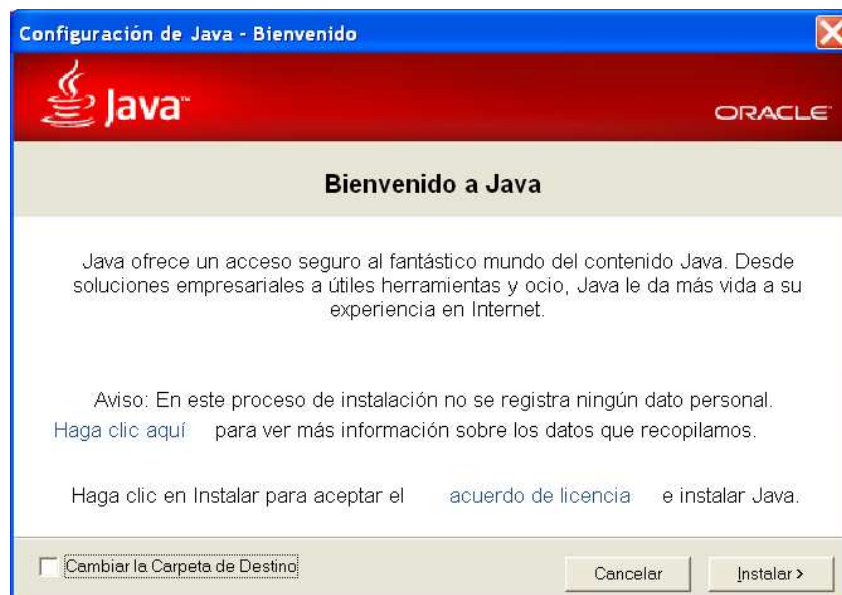 Configuración de Java - Bienvenido
Java™
ORACLE
Bienvenido a Java
Java ofrece un acceso seguro al fantástico mundo del contenido Java. Desde
soluciones empresariales a útiles herramientas y ocio, Java le da más vida a su
experiencia en Internet.
Aviso: En este proceso de instalación no se registra ningún dato personal.
Haga clic aquí para ver más información sobre los datos que recopilamos.
Haga clic en Instalar para aceptar el acuerdo de licencia e instalar Java.
Cambiar la Carpeta de Destino
Cancelar
Instalar >